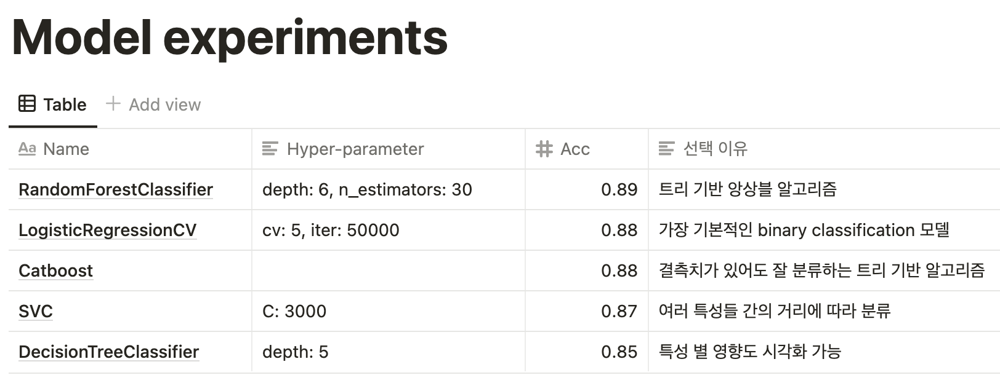 Model experiments
Table + Add view
Aa Name Hyper-parameter # Acc 선택 이유
RandomForestClassifier depth: 6, n_estimators: 30 0.89 트리 기반 앙상블 알고리즘
LogisticRegressionCV cv: 5, iter: 50000 0.88 가장 기본적인 binary classification 모델
Catboost 0.88 결측치가 있어도 잘 분류하는 트리 기반 알고리즘
SVC C: 3000 0.87 여러 특성들 간의 거리에 따라 분류
DecisionTreeClassifier depth: 5 0.85 특성 별 영향도 시각화 가능